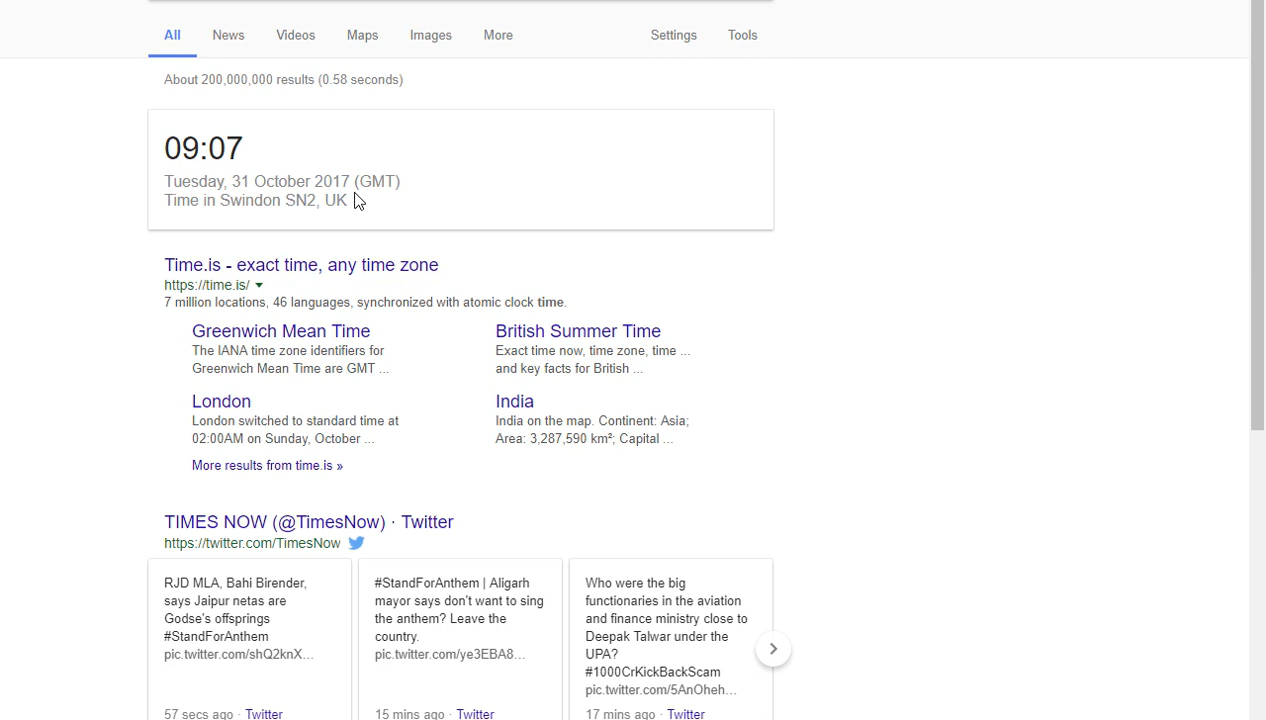 All News Videos Maps Images More Settings Tools
About 200,000,000 results (0.58 seconds)
09:07
Tuesday, 31 October 2017 (GMT)
Time in Swindon SN2, UK
Time.is - exact time, any time zone
https://time.is/
7 million locations, 46 languages, synchronized with atomic clock time.
Greenwich Mean Time
The IANA time zone identifiers for
Greenwich Mean Time are GMT ...
British Summer Time
Exact time now, time zone, time ...
and key facts for British ...
London
London switched to standard time at
02:00AM on Sunday, October ...
India
India on the map. Continent: Asia;
Area: 3,287,590 km²; Capital ...
More results from time.is »
TIMES NOW (@TimesNow) · Twitter
https://twitter.com/TimesNow
RJD MLA, Bahi Birender,
says Jaipur netas are
Godse's offsprings
#StandForAnthem
pic.twitter.com/shQ2knX...
57 secs ago · Twitter
#StandForAnthem | Aligarh
mayor says don't want to sing
the anthem? Leave the
country.
pic.twitter.com/ye3EBA8...
15 mins ago · Twitter
Who were the big
functionaries in the aviation
and finance ministry close to
Deepak Talwar under the
UPA?
#1000CrKickBackScam
pic.twitter.com/5AnOheh...
17 mins ago · Twitter